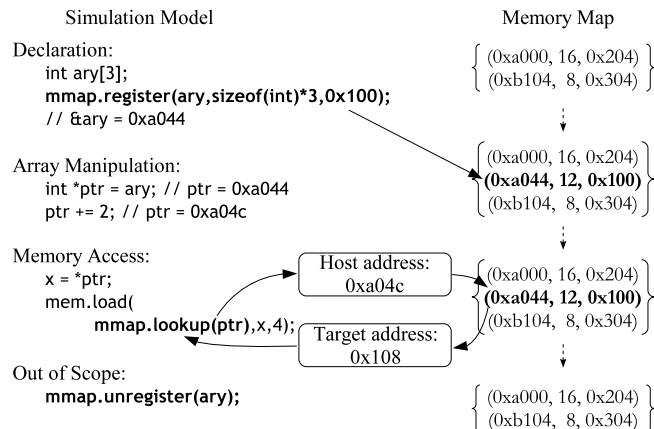 Simulation Model
Memory Map
Declaration:
int ary[3];
mmap.register(ary,sizeof(int)*3,0x100);
// &ary = 0xa044
(0xa000, 16, 0x204)
(0xb104, 8, 0x304)
Array Manipulation:
int *ptr = ary; // ptr = 0xa044
ptr += 2; // ptr = 0xa04c
(0xa000, 16, 0x204)
(0xa044, 12, 0x100)
(0xb104, 8, 0x304)
Memory Access:
x = *ptr;
mem.load(
mmap.lookup(ptr),x,4);
Host address:
0xa04c
Target address:
0x108
(0xa000, 16, 0x204)
(0xa044, 12, 0x100)
(0xb104, 8, 0x304)
Out of Scope:
mmap.unregister(ary);
(0xa000, 16, 0x204)
(0xb104, 8, 0x304)